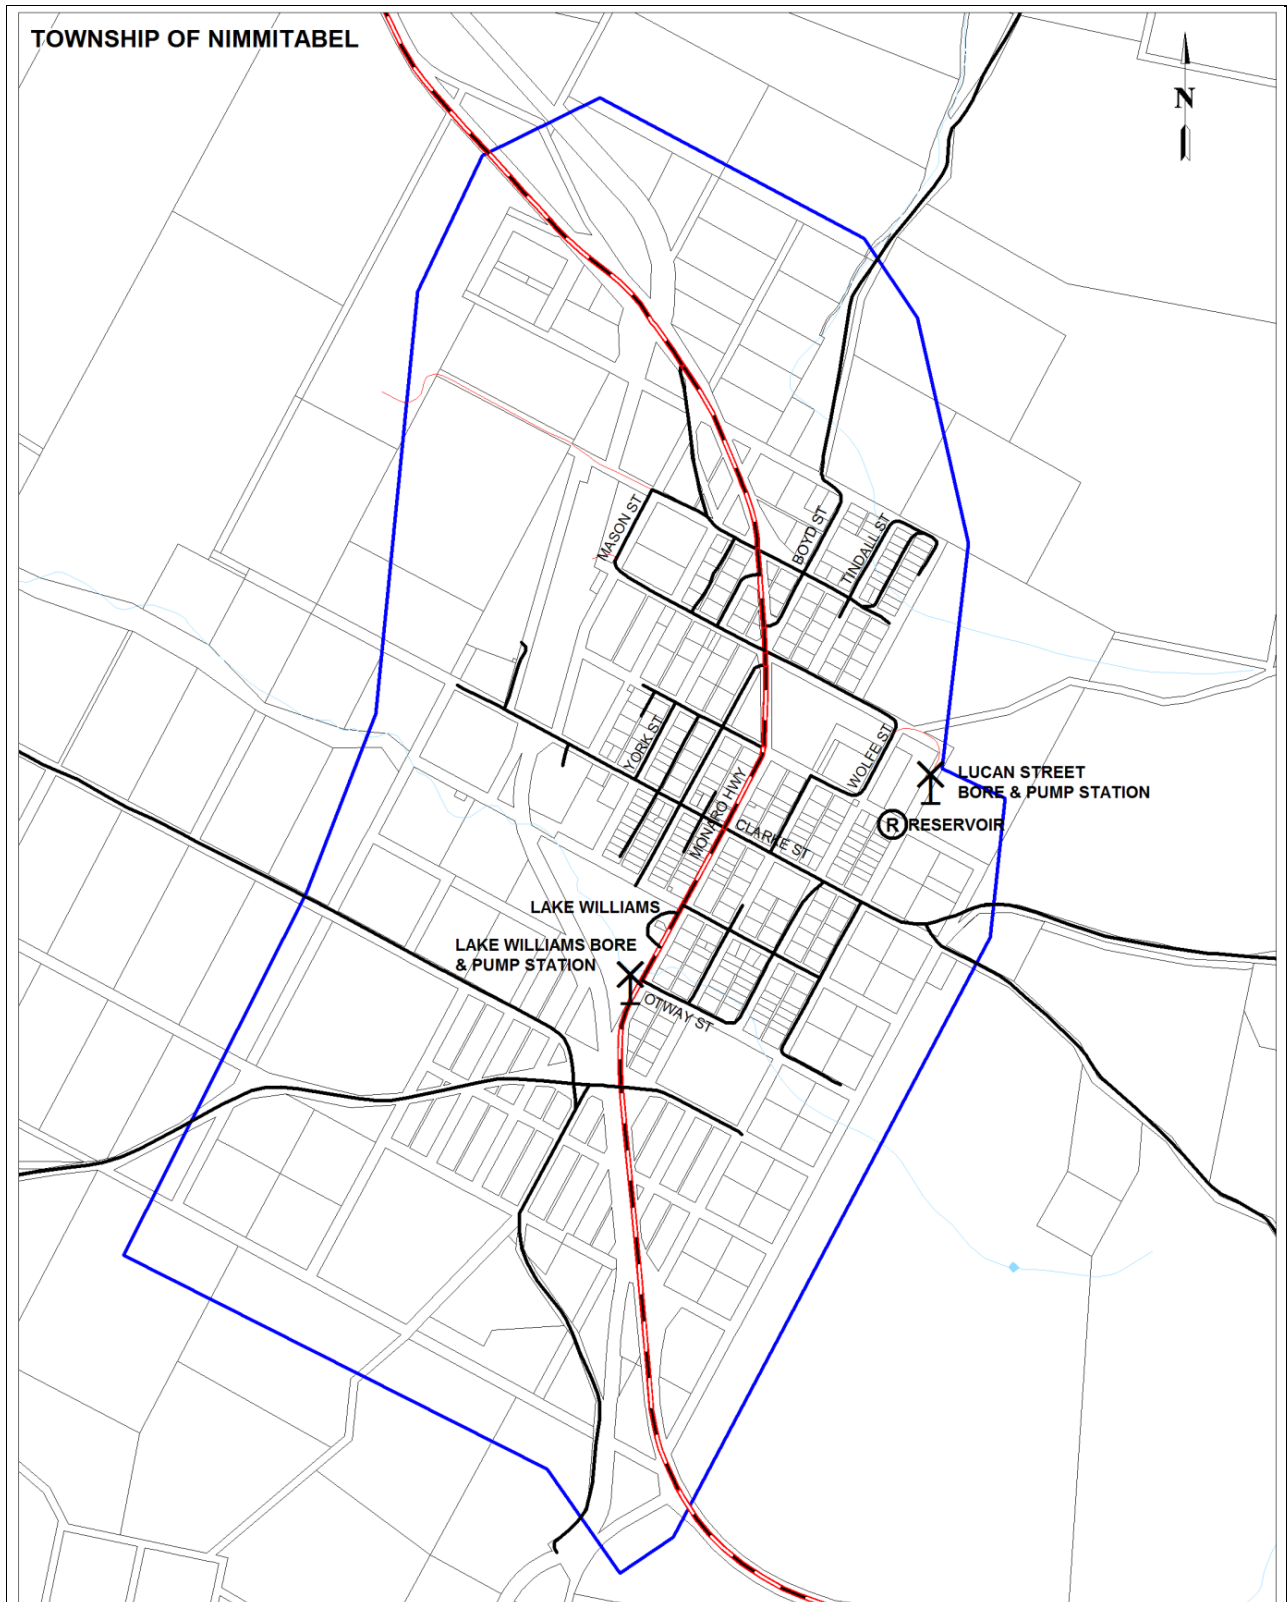 TOWNSHIP OF NIMMITABEL
N
MASON ST
BOYD ST
TINDALL ST
YORK ST
WOLFE ST
MONARO HWY
LUCAN STREET
BORE & PUMP STATION
CLARKE ST
R RESERVOIR
LAKE WILLIAMS
LAKE WILLIAMS BORE
& PUMP STATION
OTWAY ST